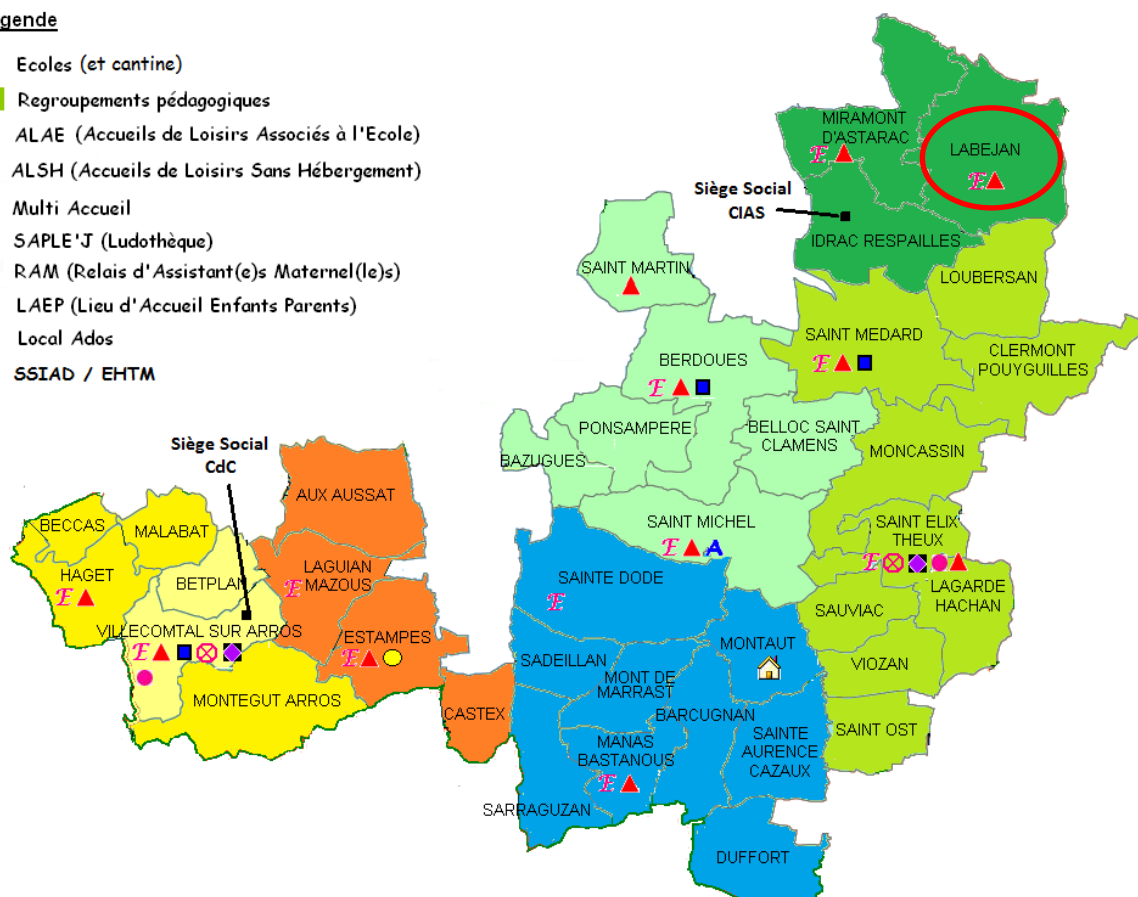 gende
Ecoles (et cantine)
Regroupements pédagogiques
ALAE (Accueils de Loisirs Associés à l'Ecole)
ALSH (Accueils de Loisirs Sans Hébergement)
Multi Accueil
SAPLE'J (Ludothèque)
RAM (Relais d'Assistant(e)s Maternel(le)s)
LAEP (Lieu d'Accueil Enfants Parents)
Local Ados
SSIAD / EHTM
MIRAMONT
D'ASTARAC
E
LABEJAN
E
Siège Social
CIAS
IDRAC RESPAILLES
SAINT MARTIN
LOUBERSAN
SAINT MEDARD
E
CLERMONT
POUYGUILLES
BERDOUES
E
PONSAMPERE
BELLOC SAINT
CLAMENS
BAZUGUES
MONCASSIN
SAINT MICHEL
E A
SAINT ELIX
THEUX
E
LAGARDE
HACHAN
SAUVIAC
VIOZAN
SAINT OST
Siège Social
CdC
AUX AUSSAT
BECCAS
MALABAT
HAGET
E
BETPLAN
LAGUIAN
MAZOUS
E
VILLECOMTAL SUR ARROS
E
ESTAMPES
E
MONTEGUT ARROS
CASTEX
SAINTE DODE
E
SADEILLAN
MONT DE
MARRAST
MONTAUT
BARCUGNAN
MANAS
BASTANOUS
E
SAINTE
AURENCE
CAZAUX
SARRAGUZAN
DUFFORT